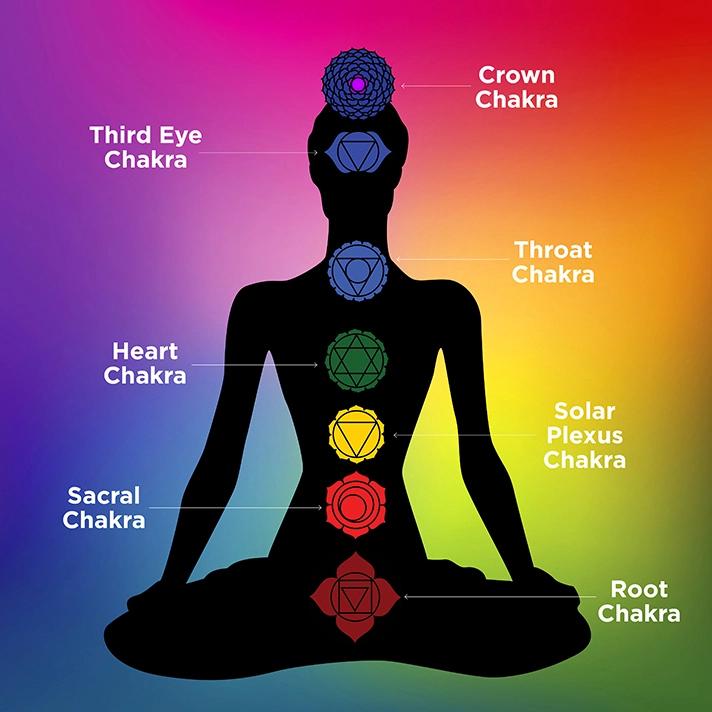 Crown
Chakra
Third Eye
Chakra
Throat
Chakra
Heart
Chakra
Solar
Plexus
Chakra
Sacral
Chakra
Root
Chakra